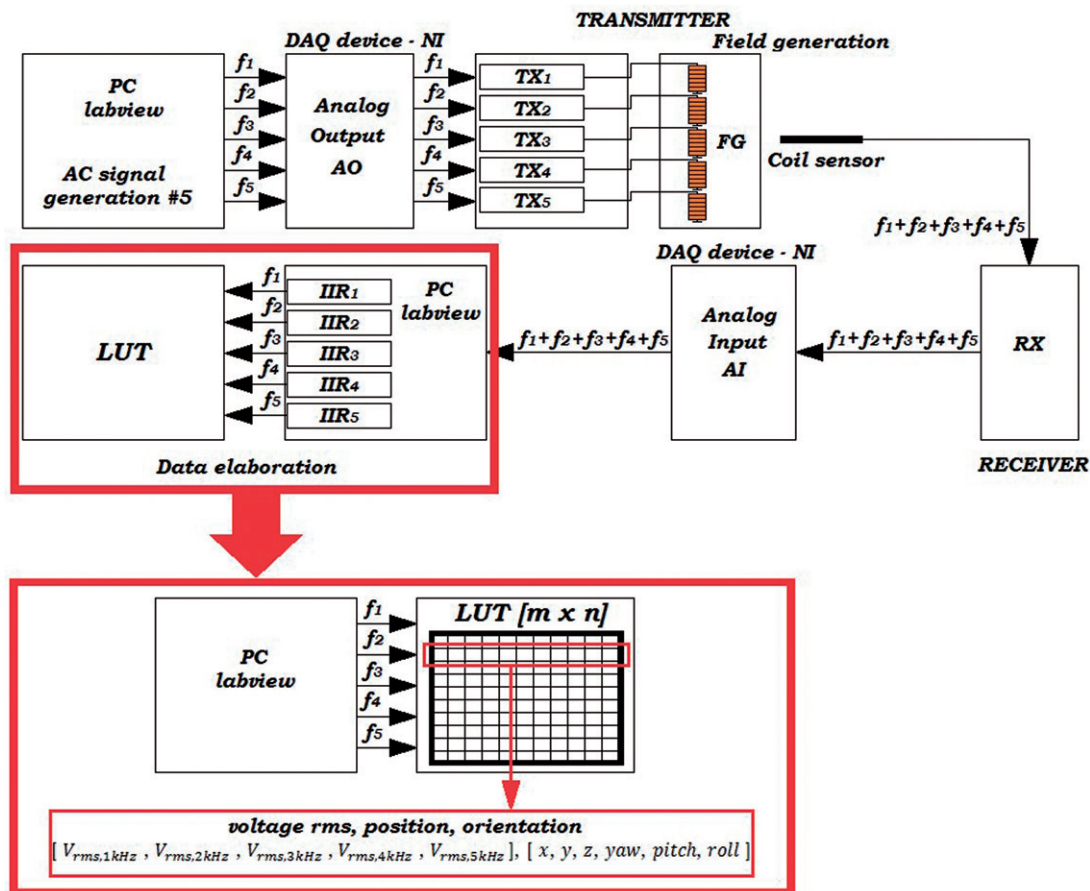 TRANSMITTER
DAQ device - NI
Field generation
PC
labview
AC signal
generation #5
f1
f2
f3
f4
f5
Analog
Output
AO
f1
f2
f3
f4
f5
TX1
TX2
TX3
TX4
TX5
FG
Coil sensor
f1+f2+f3+f4+f5
RX
RECEIVER
f1+f2+f3+f4+f5
DAQ device - NI
Analog
Input
AI
f1+f2+f3+f4+f5
PC
labview
IIR1
IIR2
IIR3
IIR4
IIR5
f1
f2
f3
f4
f5
LUT
Data elaboration
PC
labview
f1
f2
f3
f4
f5
LUT [m x n]
voltage rms, position, orientation
[ Vrms,1kHz , Vrms,2kHz , Vrms,3kHz , Vrms,4kHz , Vrms,5kHz ], [ x, y, z, yaw, pitch, roll ]